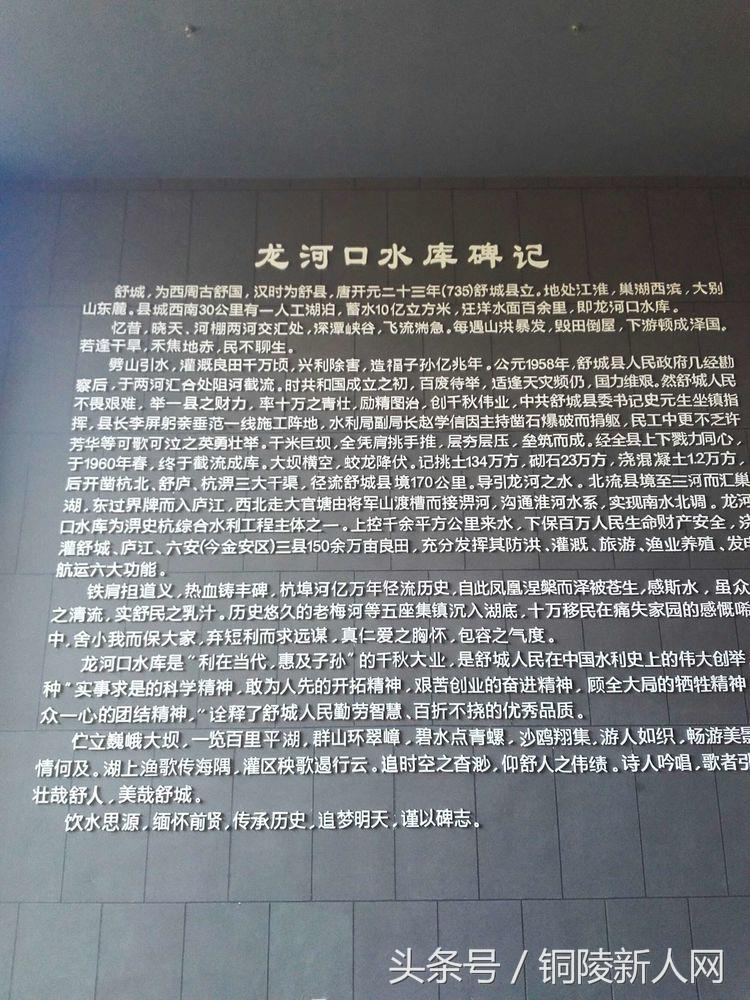 龙河口水库碑记
舒城，为西周古舒国，汉时为舒县，唐开元二十三年(735)舒城县立。地处江淮，巢湖西滨，大别
山东麓。县城西南30公里有一人工湖泊，蓄水10亿立方米，汪洋水面百余里，即龙河口水库。
忆昔，晓天、河棚两河交汇处，深潭峡谷，飞流湍急。每遇山洪暴发，毁田倒屋，下游顿成泽国。
若逢干旱，禾焦地赤，民不聊生。
劈山引水，灌溉良田千万顷，兴利除害，造福子孙亿兆年。公元1958年，舒城县人民政府几经勘
察后，于两河汇合处阻河截流。时共和国成立之初，百废待举，适逢天灾频仍，国力维艰。然舒城人民
不畏艰难，举一县之财力，率十万之青壮，励精图治，创千秋伟业，中共舒城县委书记史元生坐镇指
挥，县长李屏躬亲垂范一线施工阵地，水利局副局长赵学信因主持凿石爆破而捐躯，民工中更不乏许
芳华等可歌可泣之英勇壮举。千米巨坝，全凭肩挑手推，层夯层压，垒筑而成。经全县上下戮力同心，
于1960年春，终于截流成库。大坝横空，蛟龙降伏。记挑土134万方，砌石23万方，浇混凝土1.2万方，
后开凿杭北、舒庐、杭淠三大干渠，径流舒城县境170公里。导引龙河之水。北流县境至三河而汇巢
湖，东过界牌而入庐江，西北走大官塘由将军山渡槽而接淠河，沟通淮河水系，实现南水北调。龙河
口水库为淠史杭综合水利工程主体之一。上控千余平方公里来水，下保百万人民生命财产安全，浇
灌舒城、庐江、六安(今金安区)三县150余万亩良田，充分发挥其防洪、灌溉、旅游、渔业养殖、发电
航运六大功能。
铁肩担道义，热血铸丰碑，杭埠河亿万年径流历史，自此凤凰涅槃而泽被苍生，感斯水，虽众
之清流，实舒民之乳汁。历史悠久的老梅河等五座集镇沉入湖底，十万移民在痛失家园的感慨唏
中，舍小我而保大家，弃短利而求远谋，真仁爱之胸怀，包容之气度。
龙河口水库是“利在当代，惠及子孙”的千秋大业，是舒城人民在中国水利史上的伟大创举
种“实事求是的科学精神，敢为人先的开拓精神，艰苦创业的奋进精神，顾全大局的牺牲精神
众一心的团结精神，“诠释了舒城人民勤劳智慧、百折不挠的优秀品质。
伫立巍峨大坝，一览百里平湖，群山环翠嶂，碧水点青螺，沙鸥翔集，游人如织，畅游美景
情何及。湖上渔歌传海隅，灌区秧歌遏行云。追时空之杳渺，仰舒人之伟绩。诗人吟唱，歌者引
壮哉舒人，美哉舒城。
饮水思源，缅怀前贤，传承历史，追梦明天，谨以碑志。
头条号／铜陵新人网